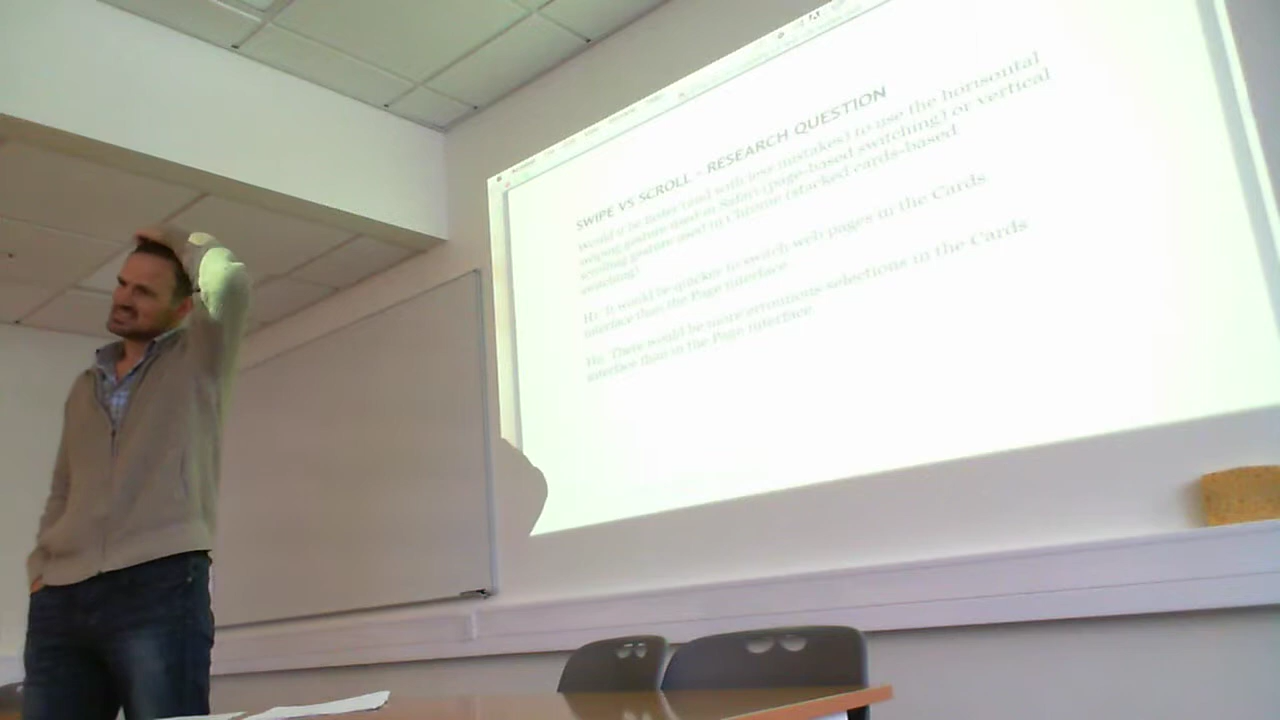 SWIPE VS SCROLL - RESEARCH QUESTION
Would it be faster (and with less mistakes) to use the horisontal
swiping gesture used in Safari (page-based switching) or vertical
scrolling gesture used in Chrome (stacked cards-based
switching)
H1: It would be quicker to switch web pages in the Cards
interface than the Page interface
H2: There would be more erroneous selections in the Cards
interface than in the Page interface